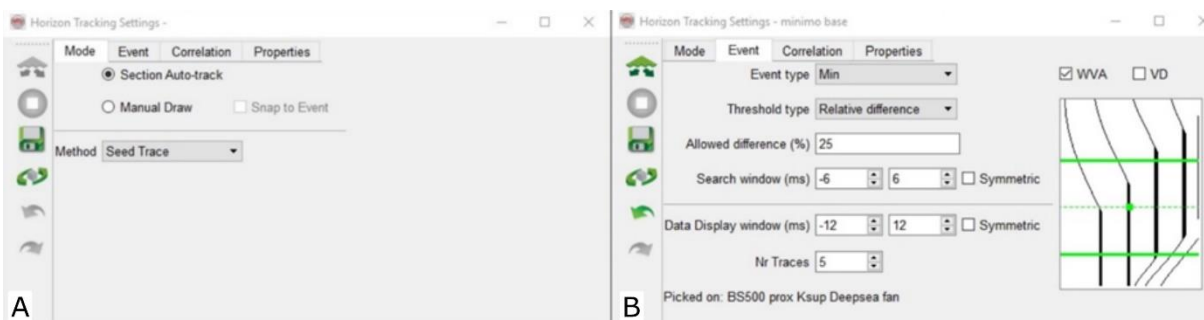 Horizon Tracking Settings -
Mode Event Correlation Properties
Section Auto-track
Manual Draw Snap to Event
Method Seed Trace
A
Horizon Tracking Settings - minimo base
Mode Event Correlation Properties
Event type Min
WVA VD
Threshold type Relative difference
Allowed difference (%) 25
Search window (ms) -6 6 Symmetric
Data Display window (ms) -12 12 Symmetric
Nr Traces 5
Picked on: BS500 prox Ksup Deepsea fan
B